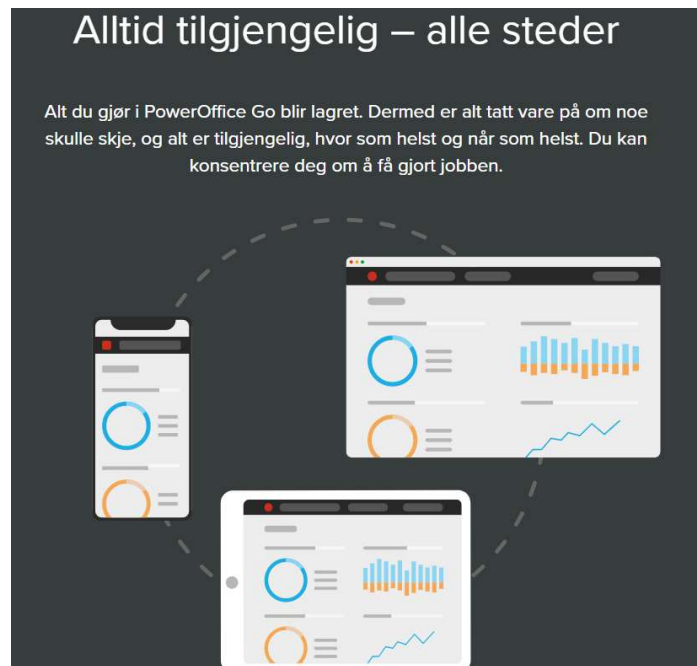 Alltid tilgjengelig – alle steder
Alt du gjør i PowerOffice Go blir lagret. Dermed er alt tatt vare på om noe
skulle skje, og alt er tilgjengelig, hvor som helst og når som helst. Du kan
konsentrere deg om å få gjort jobben.